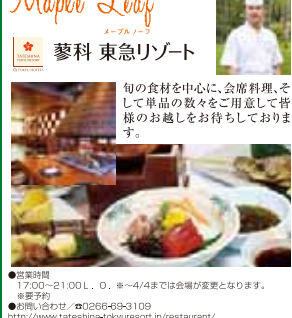 Maple Leaf
メープル ノーフ
TATESHINA
蓼科 東急リゾート
旬の食材を中心に、会席料理、そ
して単品の数々をご用意して皆
様のお越しをお待ちしておりま
す。
●営業時間
17:00〜21:00L．O．※〜4/4までは会場が変更となります。
※要予約
●お問い合わせ/☎0266-69-3109
http://www.tateshina-tokyuresort.jp/restaurant/